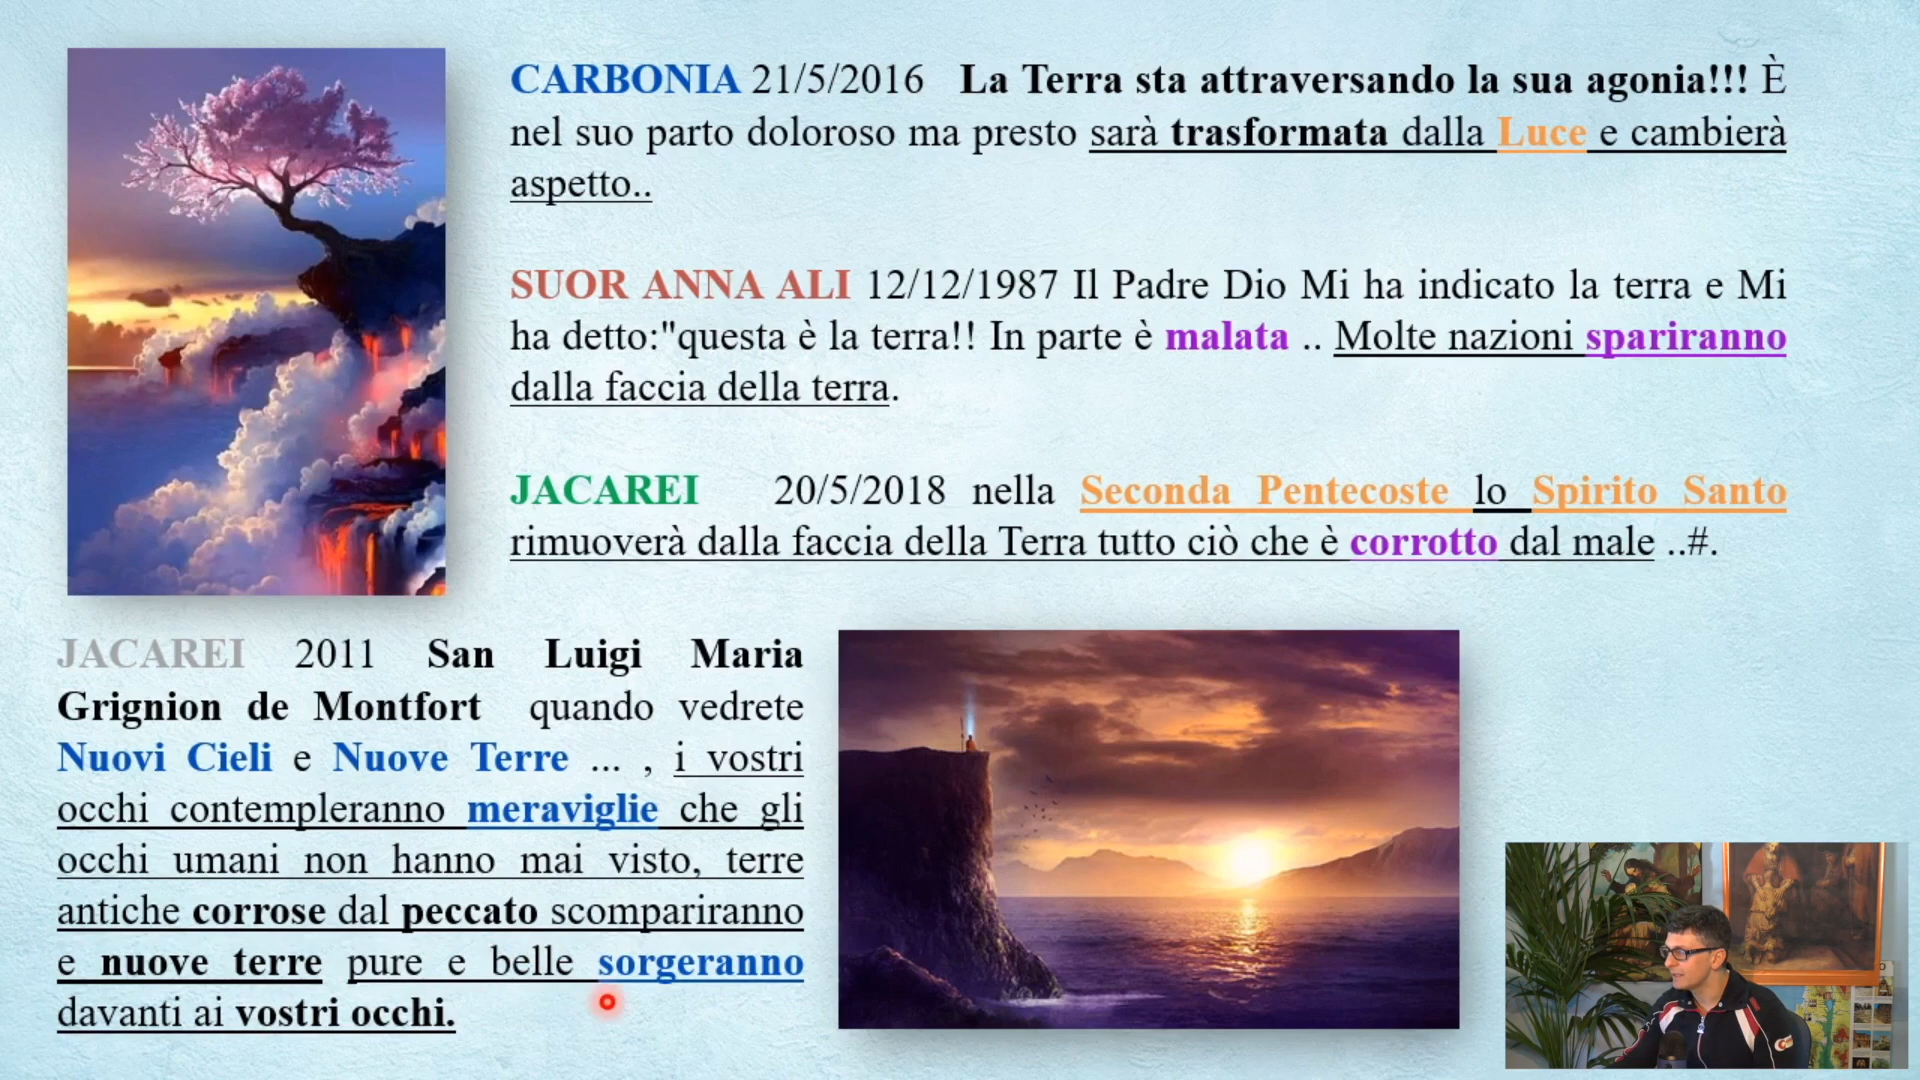 CARBONIA 21/5/2016 La Terra sta attraversando la sua agonia!!! È
nel suo parto doloroso ma presto sarà trasformata dalla Luce e cambierà
aspetto..
SUOR ANNA ALI 12/12/1987 Il Padre Dio Mi ha indicato la terra e Mi
ha detto:"questa è la terra!! In parte è malata .. Molte nazioni spariranno
dalla faccia della terra.
JACAREI 20/5/2018 nella Seconda Pentecoste lo Spirito Santo
rimuoverà dalla faccia della Terra tutto ciò che è corrotto dal male ..#.
JACAREI 2011 San Luigi Maria
Grignion de Montfort quando vedrete
Nuovi Cieli e Nuove Terre ... , i vostri
occhi contempleranno meraviglie che gli
occhi umani non hanno mai visto, terre
antiche corrose dal peccato scompariranno
e nuove terre pure e belle sorgeranno
davanti ai vostri occhi.